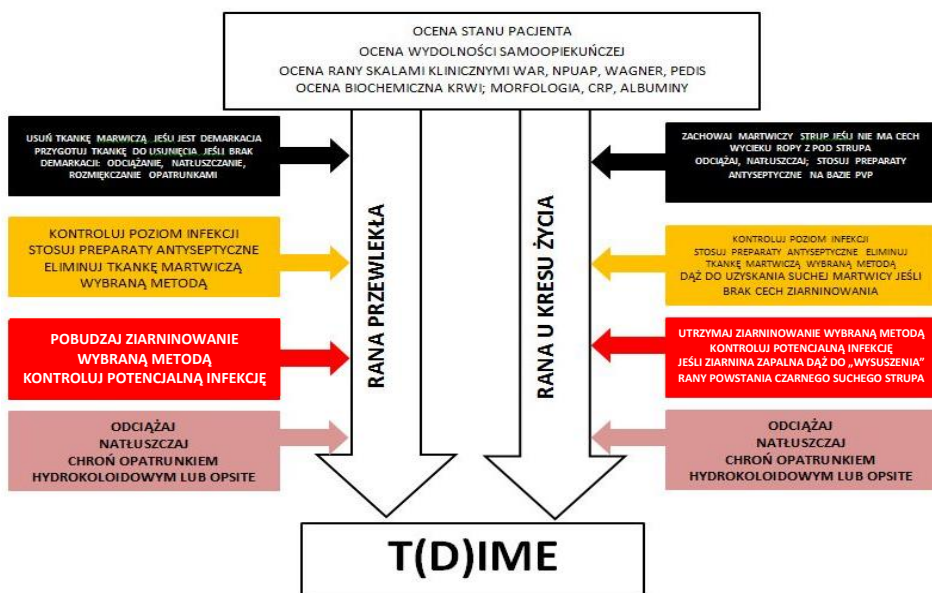 OCENA STANU PACJENTA
OCENA WYDOLNOŚCI SAMOOPIEKUŃCZEJ
OCENA RANY SKALAMI KLINICZNYMI WAR, NPUAP, WAGNER, PEDIS
OCENA BIOCHEMICZNA KRWI; MORFOLOGIA, CRP, ALBUMINY
USUŃ TKANKĘ MARWICZĄ JEŚLI JEST DEMARKACJA
PRZYGOTUJ TKANKĘ DO USUNIĘCIA JEŚLI BRAK
DEMARKACJI: ODCIĄŻANIE, NATŁUSZCZANIE,
ROZMIĘKCZANIE OPATRUNKAMI
KONTROLUJ POZIOM INFEKCJI
STOSUJ PREPARATY ANTYSEPTYCZNE
ELIMINUJ TKANKĘ MARTWICZĄ
WYBRANĄ METODĄ
POBUDZAJ ZIARNINOWANIE
WYBRANĄ METODĄ
KONTROLUJ POTENCJALNĄ INFEKCJĘ
ODCIĄŻAJ
NATŁUSZCZAJ
CHROŃ OPATRUNKIEM
HYDROKOLOIDOWYM LUB OPSITE
RANA PRZEWLEKŁA
RANA U KRESU ŻYCIA
ZACHOWAJ MARTWICZY STRUP JEŚLI NIE MA CECH
WYCIEKU ROPY Z POD STRUPA
ODCIĄŻAJ, NATŁUSZCZAJ; STOSUJ PREPARATY
ANTYSEPTYCZNE NA BAZIE PVP
KONTROLUJ POZIOM INFEKCJI
STOSUJ PREPARATY ANTYSEPTYCZNE ELIMINUJ
TKANKĘ MARTWICZĄ WYBRANĄ METODĄ
DĄŻ DO UZYSKANIA SUCHEJ MARTWICY JEŚLI
BRAK CECH ZIARNINOWANIA
UTRZYMAJ ZIARNINOWANIE WYBRANĄ METODĄ
KONTROLUJ POTENCJALNĄ INFEKCJĘ
JEŚLI ZIARNINA ZAPALNA DĄŻ DO „WYSUSZENIA”
RANY POWSTANIA CZARNEGO SUCHEGO STRUPA
ODCIĄŻAJ
NATŁUSZCZAJ
CHROŃ OPATRUNKIEM
HYDROKOLOIDOWYM LUB OPSITE
T(D)IME